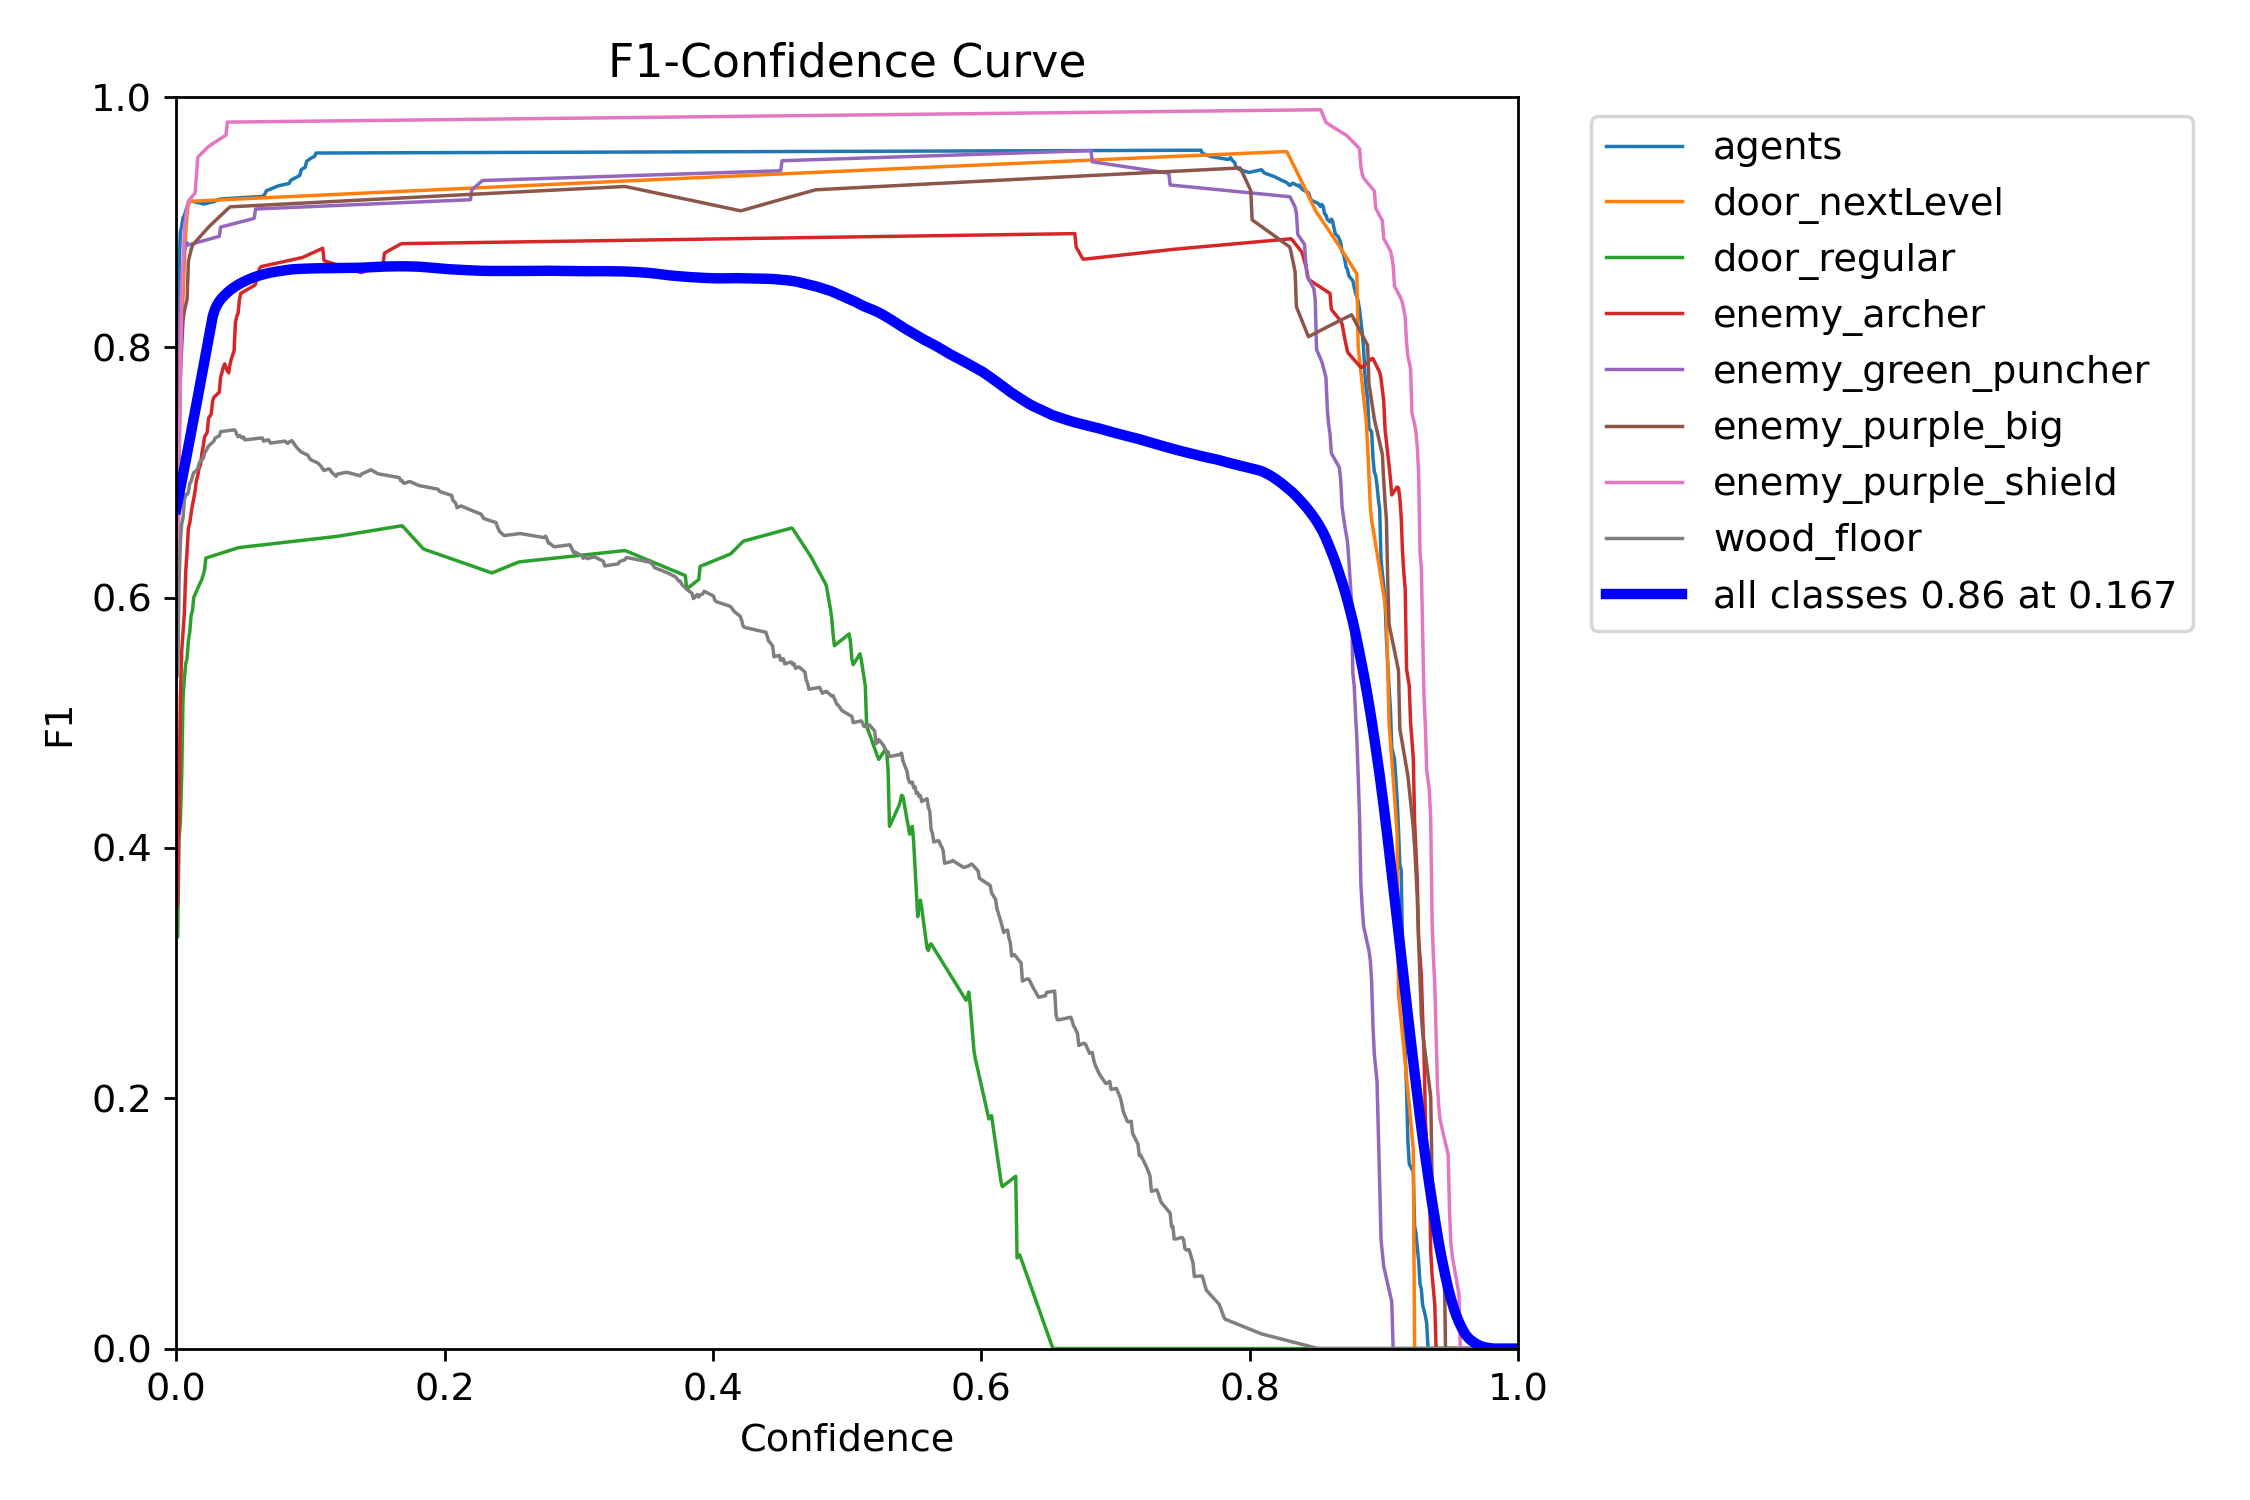 F1-Confidence Curve
1.0
0.8
0.6
0.4
0.2
0.0
F1
0.0 0.2 0.4 0.6 0.8 1.0
Confidence
agents
door_nextLevel
door_regular
enemy_archer
enemy_green_puncher
enemy_purple_big
enemy_purple_shield
wood_floor
all classes 0.86 at 0.167